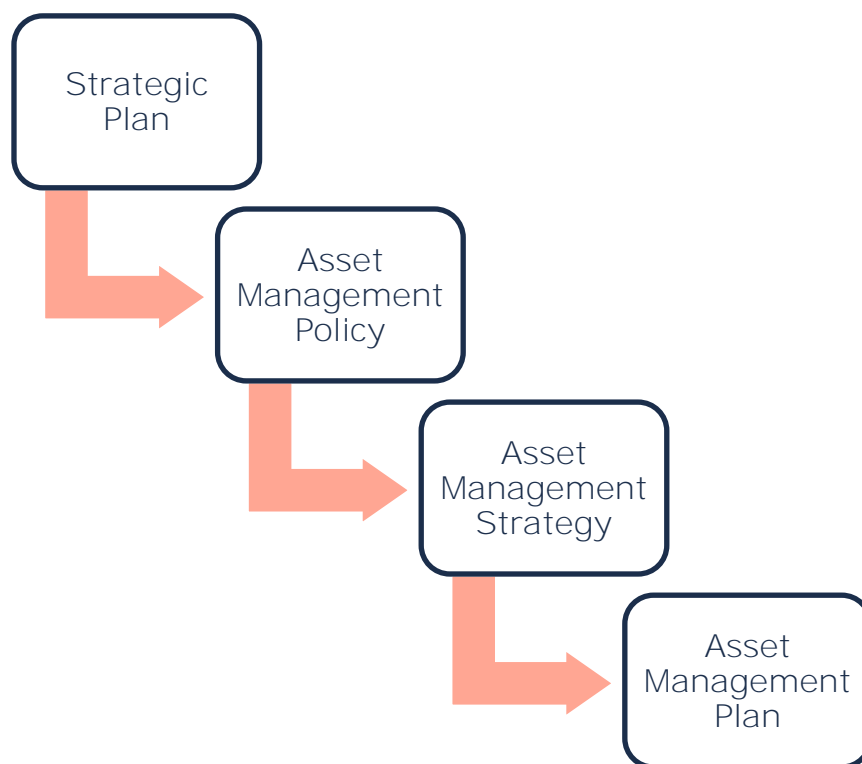 Strategic
Plan
Asset
Management
Policy
Asset
Management
Strategy
Asset
Management
Plan